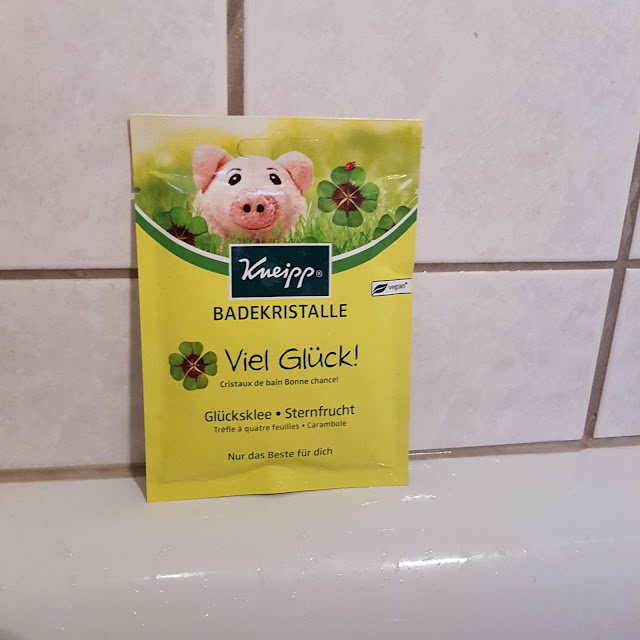 Kneipp®
BADEKRISTALLE
vegan*
Viel Glück!
Cristaux de bain Bonne chance!
Glücksklee • Sternfrucht
Trèfle à quatre feuilles • Carambole
Nur das Beste für dich